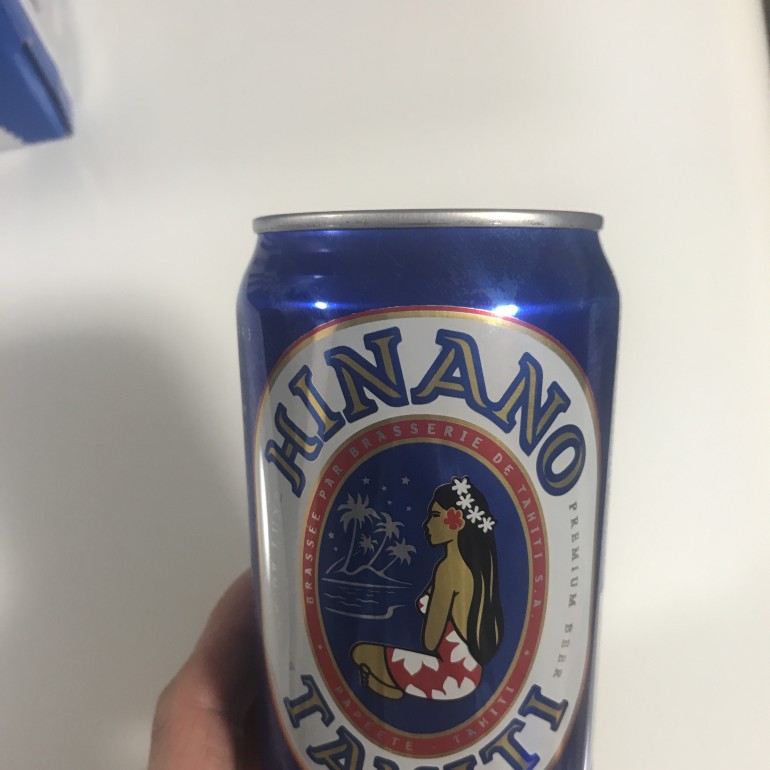 HINANO
BRASSÉE PAR BRASSERIE DE TAHITI S.A.
PREMIUM BEER
PAPEETE - TAHITI
TAHITI